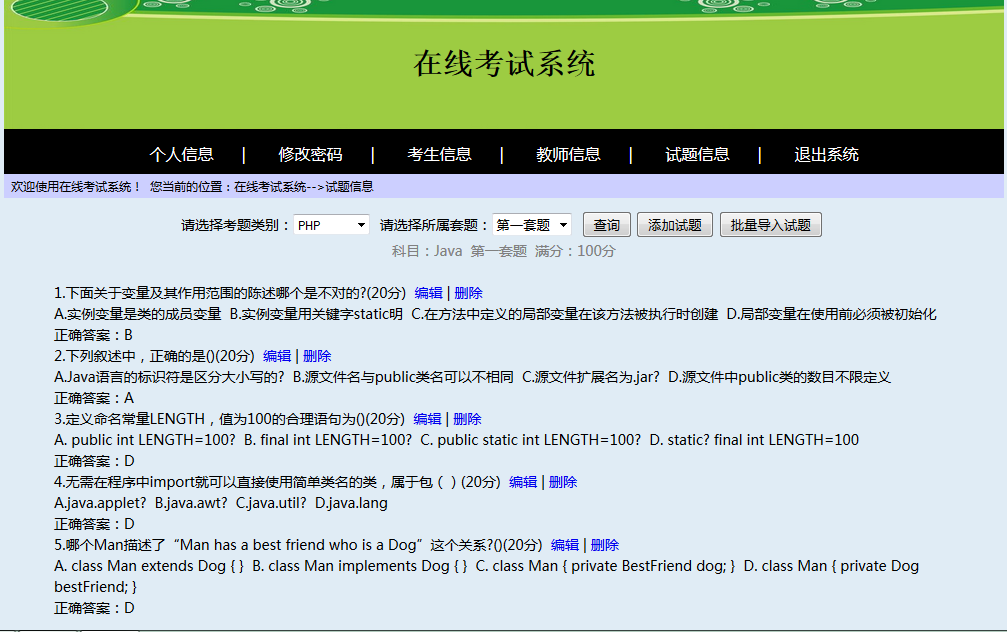 在线考试系统
个人信息 | 修改密码 | 考生信息 | 教师信息 | 试题信息 | 退出系统
欢迎使用在线考试系统！ 您当前的位置：在线考试系统-->试题信息
请选择考题类别：PHP 请选择所属套题：第一套题 查询 添加试题 批量导入试题
科目：Java 第一套题 满分：100分
1.下面关于变量及其作用范围的陈述哪个是不对的?(20分) 编辑 | 删除
A.实例变量是类的成员变量 B.实例变量用关键字static明 C.在方法中定义的局部变量在该方法被执行时创建 D.局部变量在使用前必须被初始化
正确答案：B
2.下列叙述中，正确的是()(20分) 编辑 | 删除
A.Java语言的标识符是区分大小写的? B.源文件名与public类名可以不相同 C.源文件扩展名为.jar? D.源文件中public类的数目不限定义
正确答案：A
3.定义命名常量LENGTH，值为100的合理语句为()(20分) 编辑 | 删除
A. public int LENGTH=100? B. final int LENGTH=100? C. public static int LENGTH=100? D. static? final int LENGTH=100
正确答案：D
4.无需在程序中import就可以直接使用简单类名的类，属于包（ ）(20分) 编辑 | 删除
A.java.applet? B.java.awt? C.java.util? D.java.lang
正确答案：D
5.哪个Man描述了“Man has a best friend who is a Dog”这个关系?()(20分) 编辑 | 删除
A. class Man extends Dog { } B. class Man implements Dog { } C. class Man { private BestFriend dog; } D. class Man { private Dog
bestFriend; }
正确答案：D